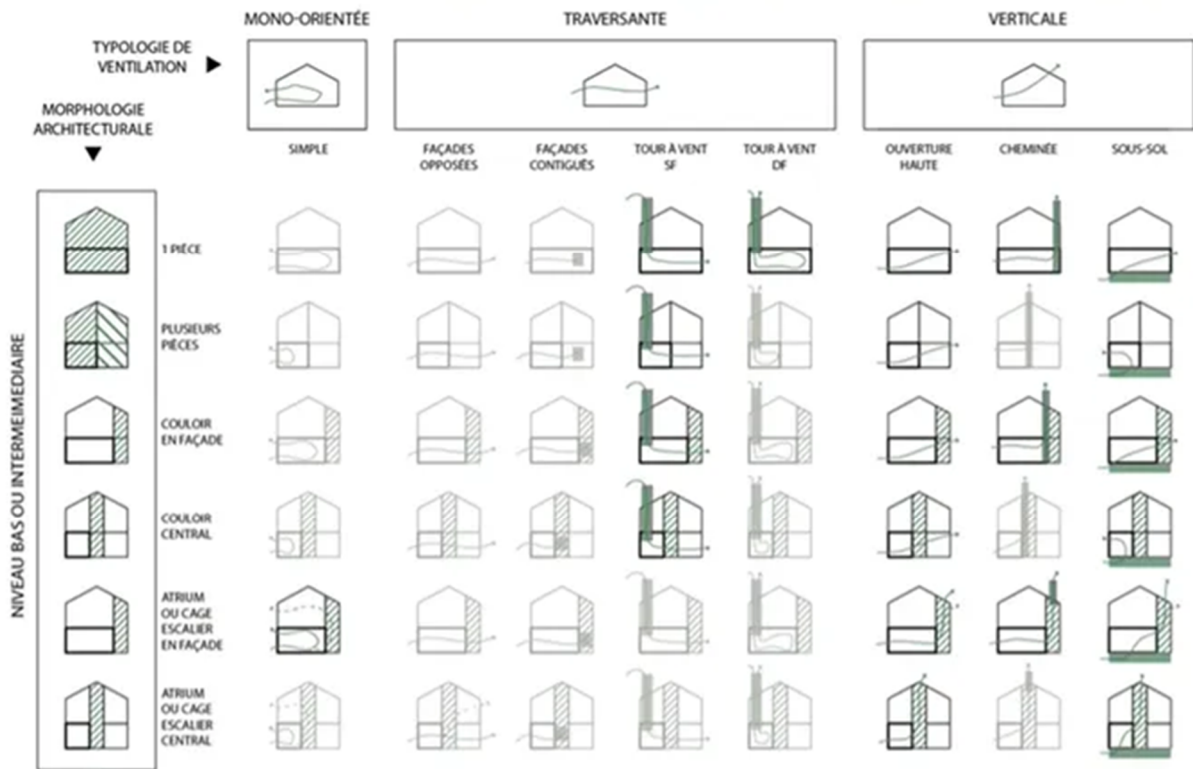 MONO-ORIENTÉE
TRAVERSANTE
VERTICALE
TYPOLOGIE DE
VENTILATION
MORPHOLOGIE
ARCHITECTURALE
SIMPLE
FAÇADES
OPPOSÉES
FAÇADES
CONTIGUËS
TOUR À VENT
SF
TOUR À VENT
DF
OUVERTURE
HAUTE
CHEMINÉE
SOUS-SOL
NIVEAU BAS OU INTERMEIMEDIAIRE
1 PIÈCE
PLUSIEURS
PIÈCES
COULOIR
EN FAÇADE
COULOIR
CENTRAL
ATRIUM
OU CAGE
ESCALIER
EN FAÇADE
ATRIUM
OU CAGE
ESCALIER
CENTRAL